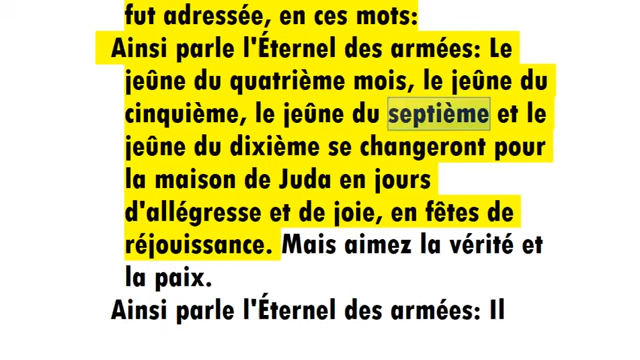 fut adressée, en ces mots:
Ainsi parle l'Éternel des armées: Le
jeûne du quatrième mois, le jeûne du
cinquième, le jeûne du septième et le
jeûne du dixième se changeront pour
la maison de Juda en jours
d'allégresse et de joie, en fêtes de
réjouissance. Mais aimez la vérité et
la paix.
Ainsi parle l'Éternel des armées: Il